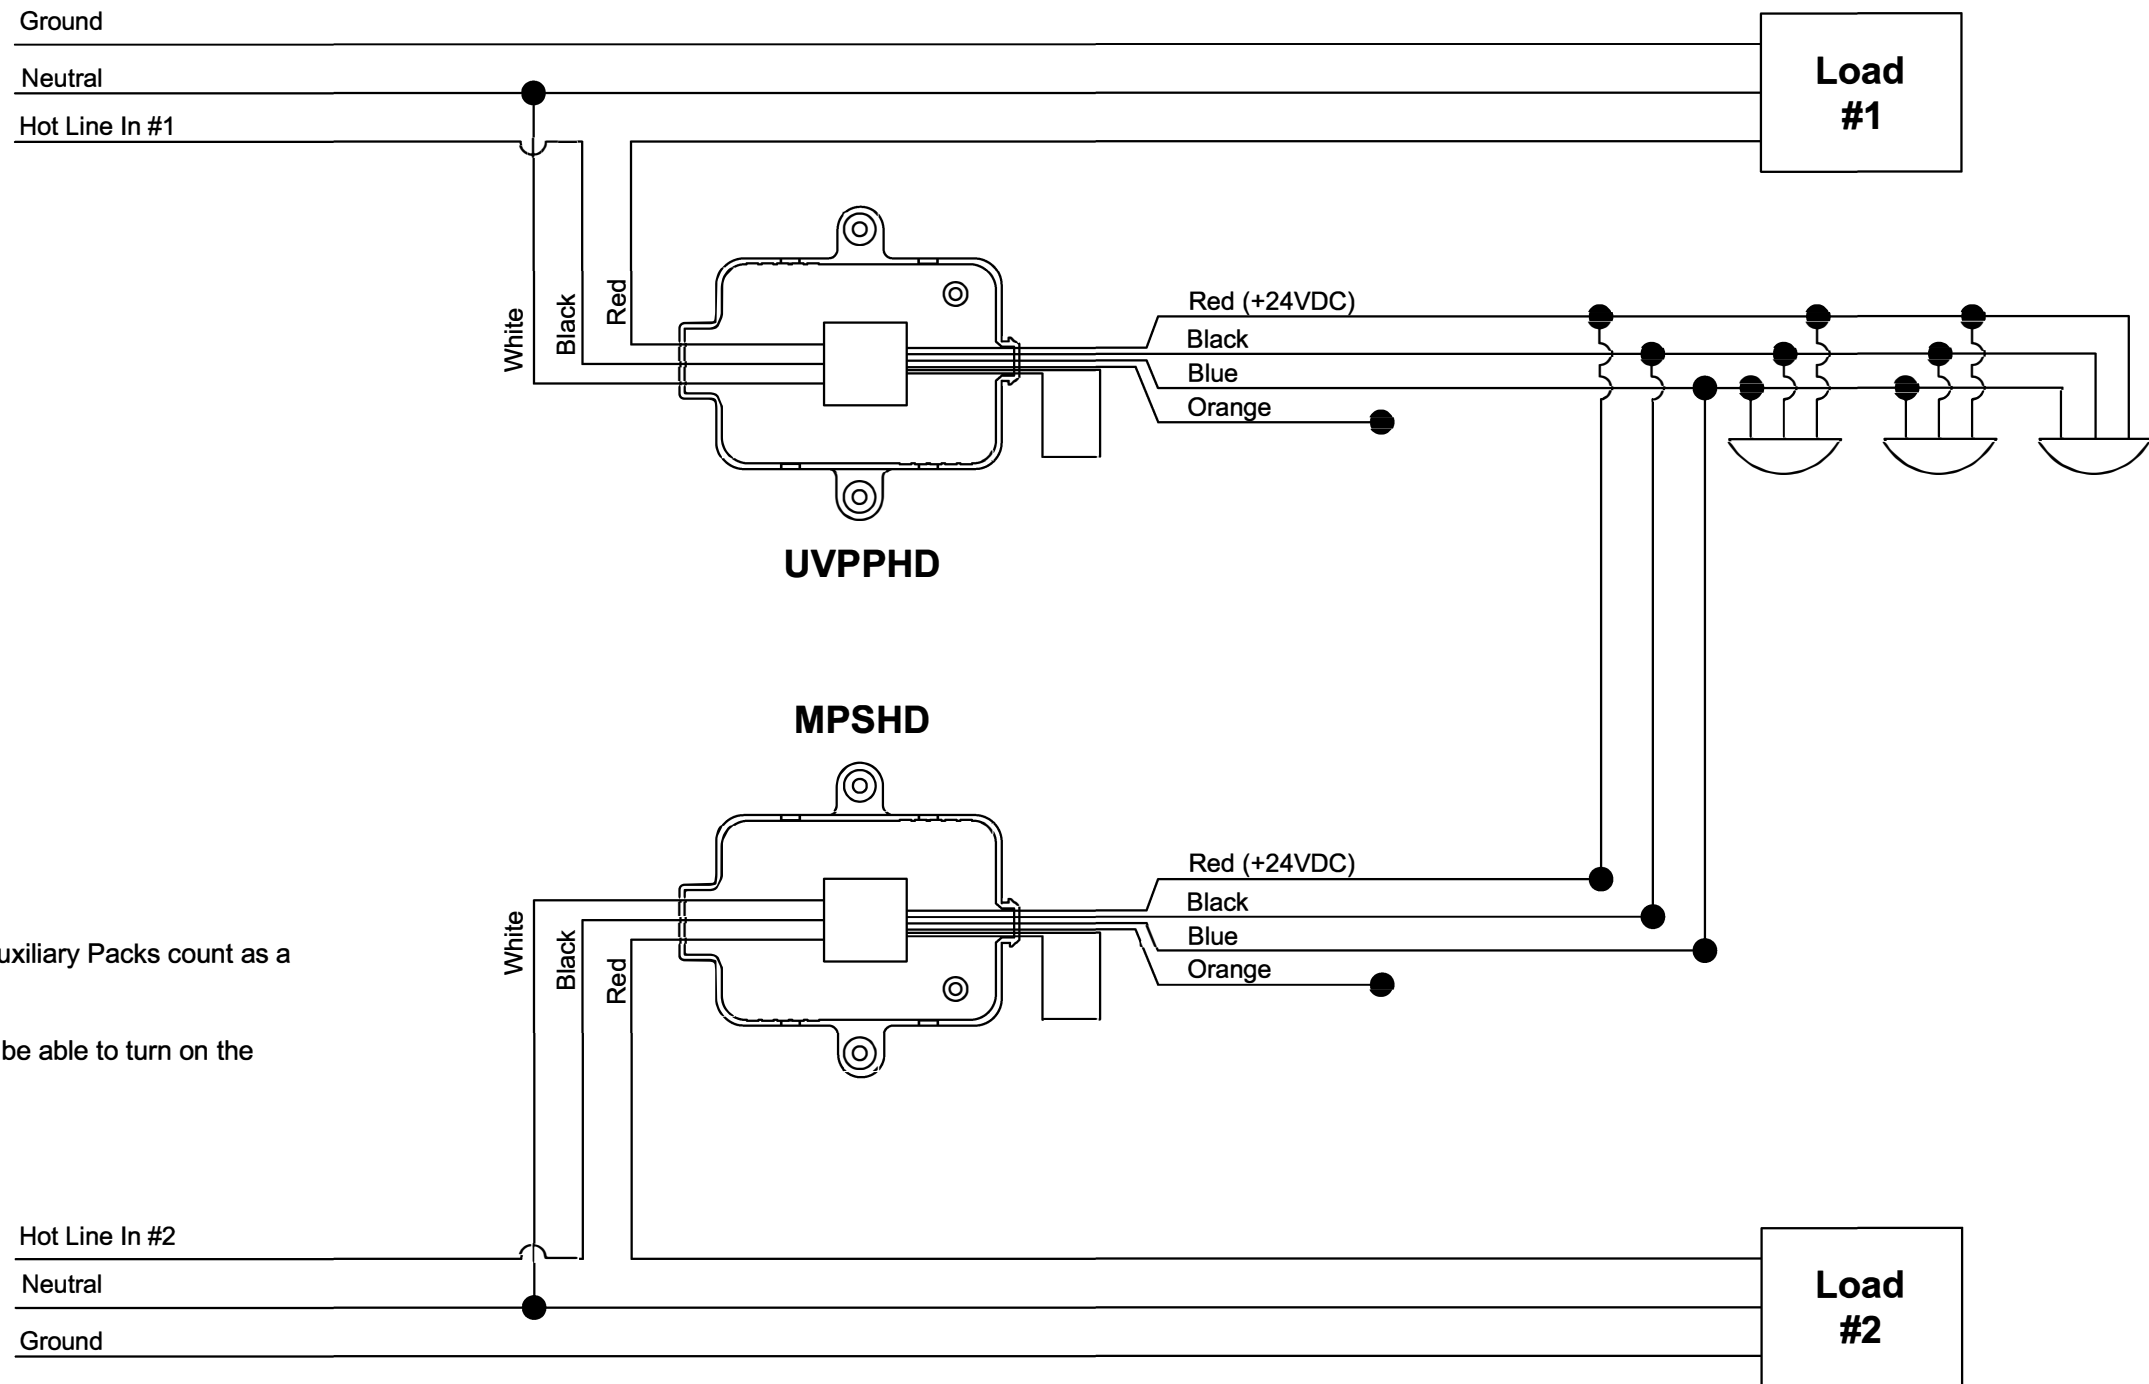 Ground
Neutral
Hot Line In #1
Load
#1
White
Black
Red
Red (+24VDC)
Black
Blue
Orange
UVPPHD
MPSHD
Red (+24VDC)
Black
Blue
Orange
White
Black
Red
uxiliary Packs count as a
be able to turn on the
Hot Line In #2
Neutral
Ground
Load
#2